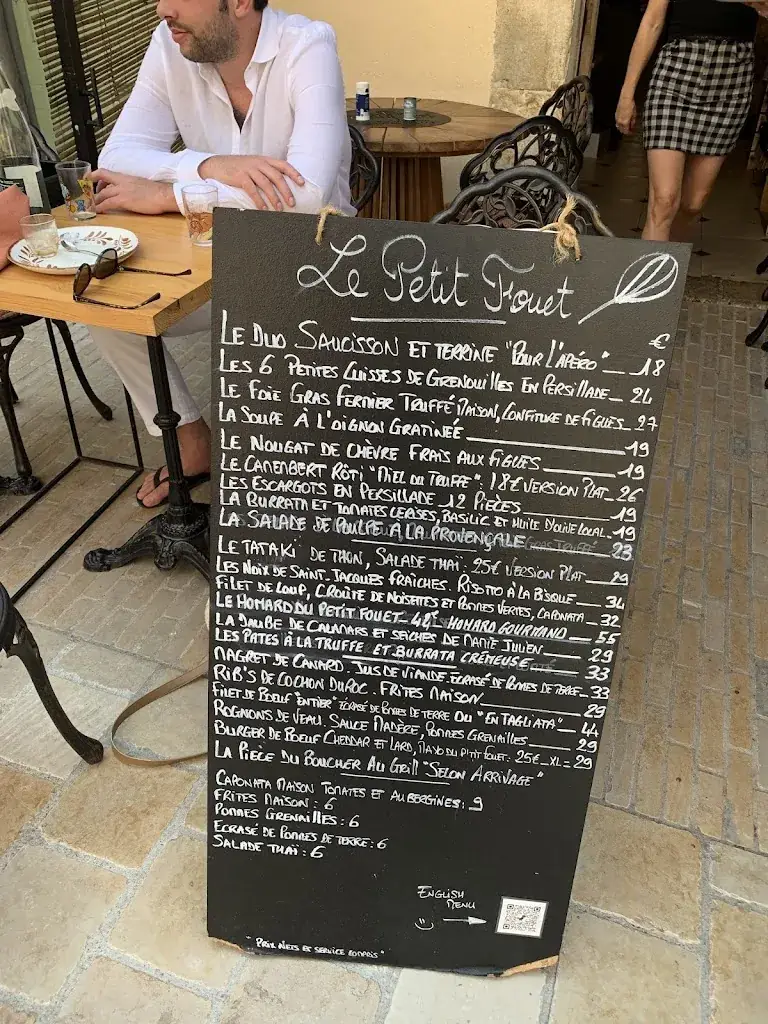 Le Petit Fouet
€
Le Duo Saucisson et terrine "Pour l'apéro" 18
Les 6 Petites Cuisses de Grenouilles En Persillade 24
Le Foie Gras Fermier Truffé Maison, Confiture de Figues 27
La Soupe à l'oignon Gratinée 19
Le Nougat de Chèvre Frais aux Figues 19
Le Camembert Rôti "Miel du Truffe". 18€ version Plat 26
Les Escargots en Persillade 12 Pièces 19
La Burrata et Tomates Cerises, Basilic et Huile d'olive Local 19
La Salade de Poulpe à la Provençale 23
Le Tataki de thon, Salade Thaï: 25€ version Plat 29
Les Noix de Saint-Jacques Fraîches. Risotto à la Bisque 34
Filet de Loup, Croûte de Noisettes et Pommes Vertes, Caponata 32
Le Homard du Petit Fouet Homard Gourmand 55
La Daube de Calamars et Seiches de Mamie Julien 29
Les Pâtes à la Truffe et Burrata Crémeuse 33
Magret de Canard. Jus de Viande. Ecrasé de Pommes de Terre 33
Rib's de Cochon Duroc. Frites Maison 29
Filet de Boeuf "Entier" Ecrasé de Pommes de terre ou "En Tagliata" 44
Rognons de Veau. Sauce Madère, Pommes Grenailles 29
Burger de Boeuf Cheddar et Lard, Mayo du P'tit Fouet: 25€ XL = 29
La Pièce du Boucher Au Grill "Selon Arrivage"
Caponata Maison Tomates et Aubergines: 9
Frites Maison: 6
Pommes Grenailles: 6
Ecrasé de Pommes de terre: 6
Salade Thaï: 6
English
Menu
"Prix Nets et service compris"